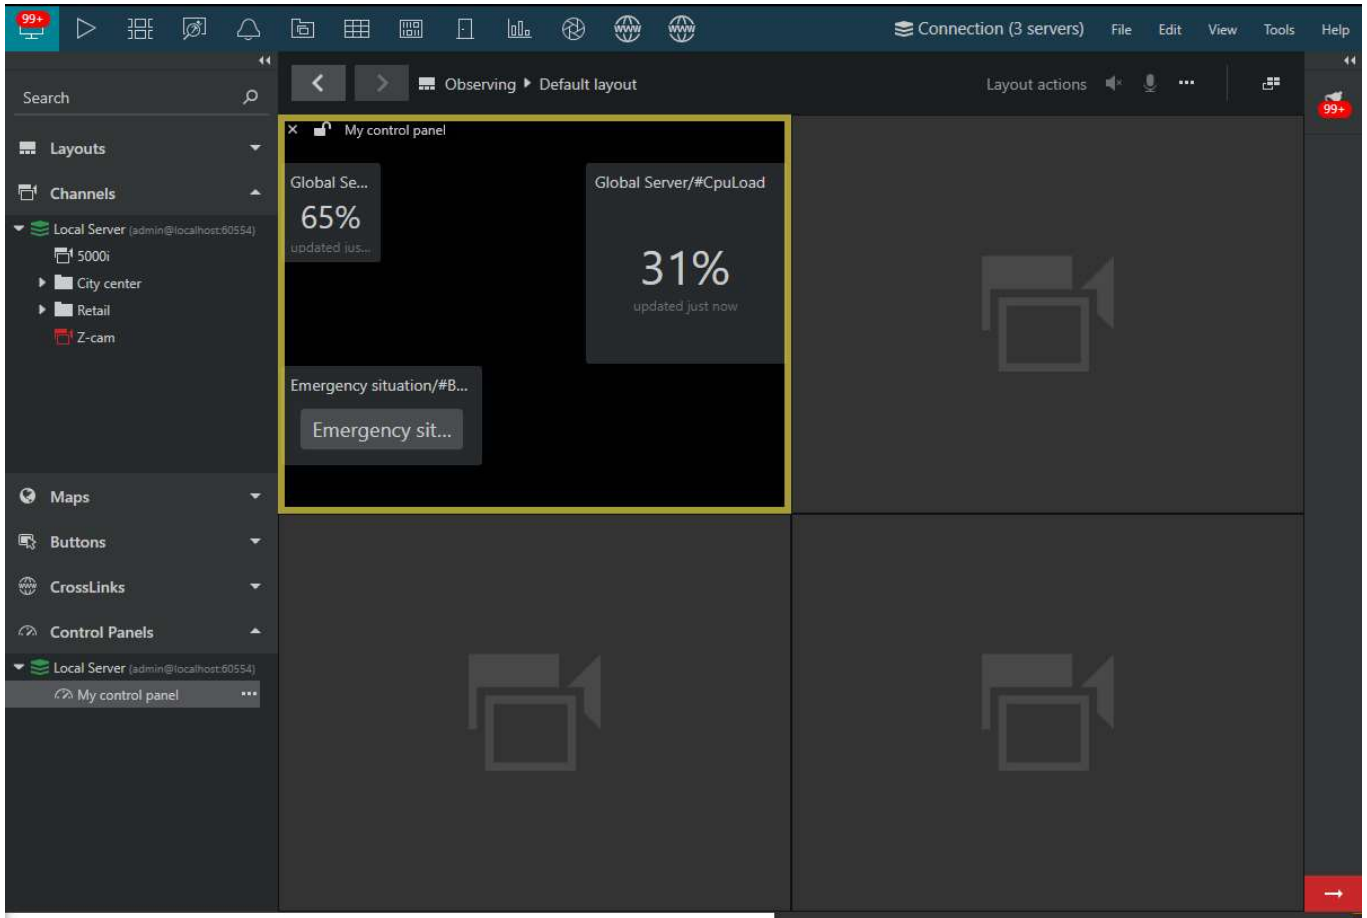 99+
Connection (3 servers) File Edit View Tools Help
Search
Observing Default layout
Layout actions
99+
Layouts
Channels
Local Server (admin@localhost:60554)
5000i
City center
Retail
Z-cam
Maps
Buttons
CrossLinks
Control Panels
Local Server (admin@localhost:60554)
My control panel
My control panel
Global Se...
65%
updated jus...
Global Server/#CpuLoad
31%
updated just now
Emergency situation/#B...
Emergency sit...